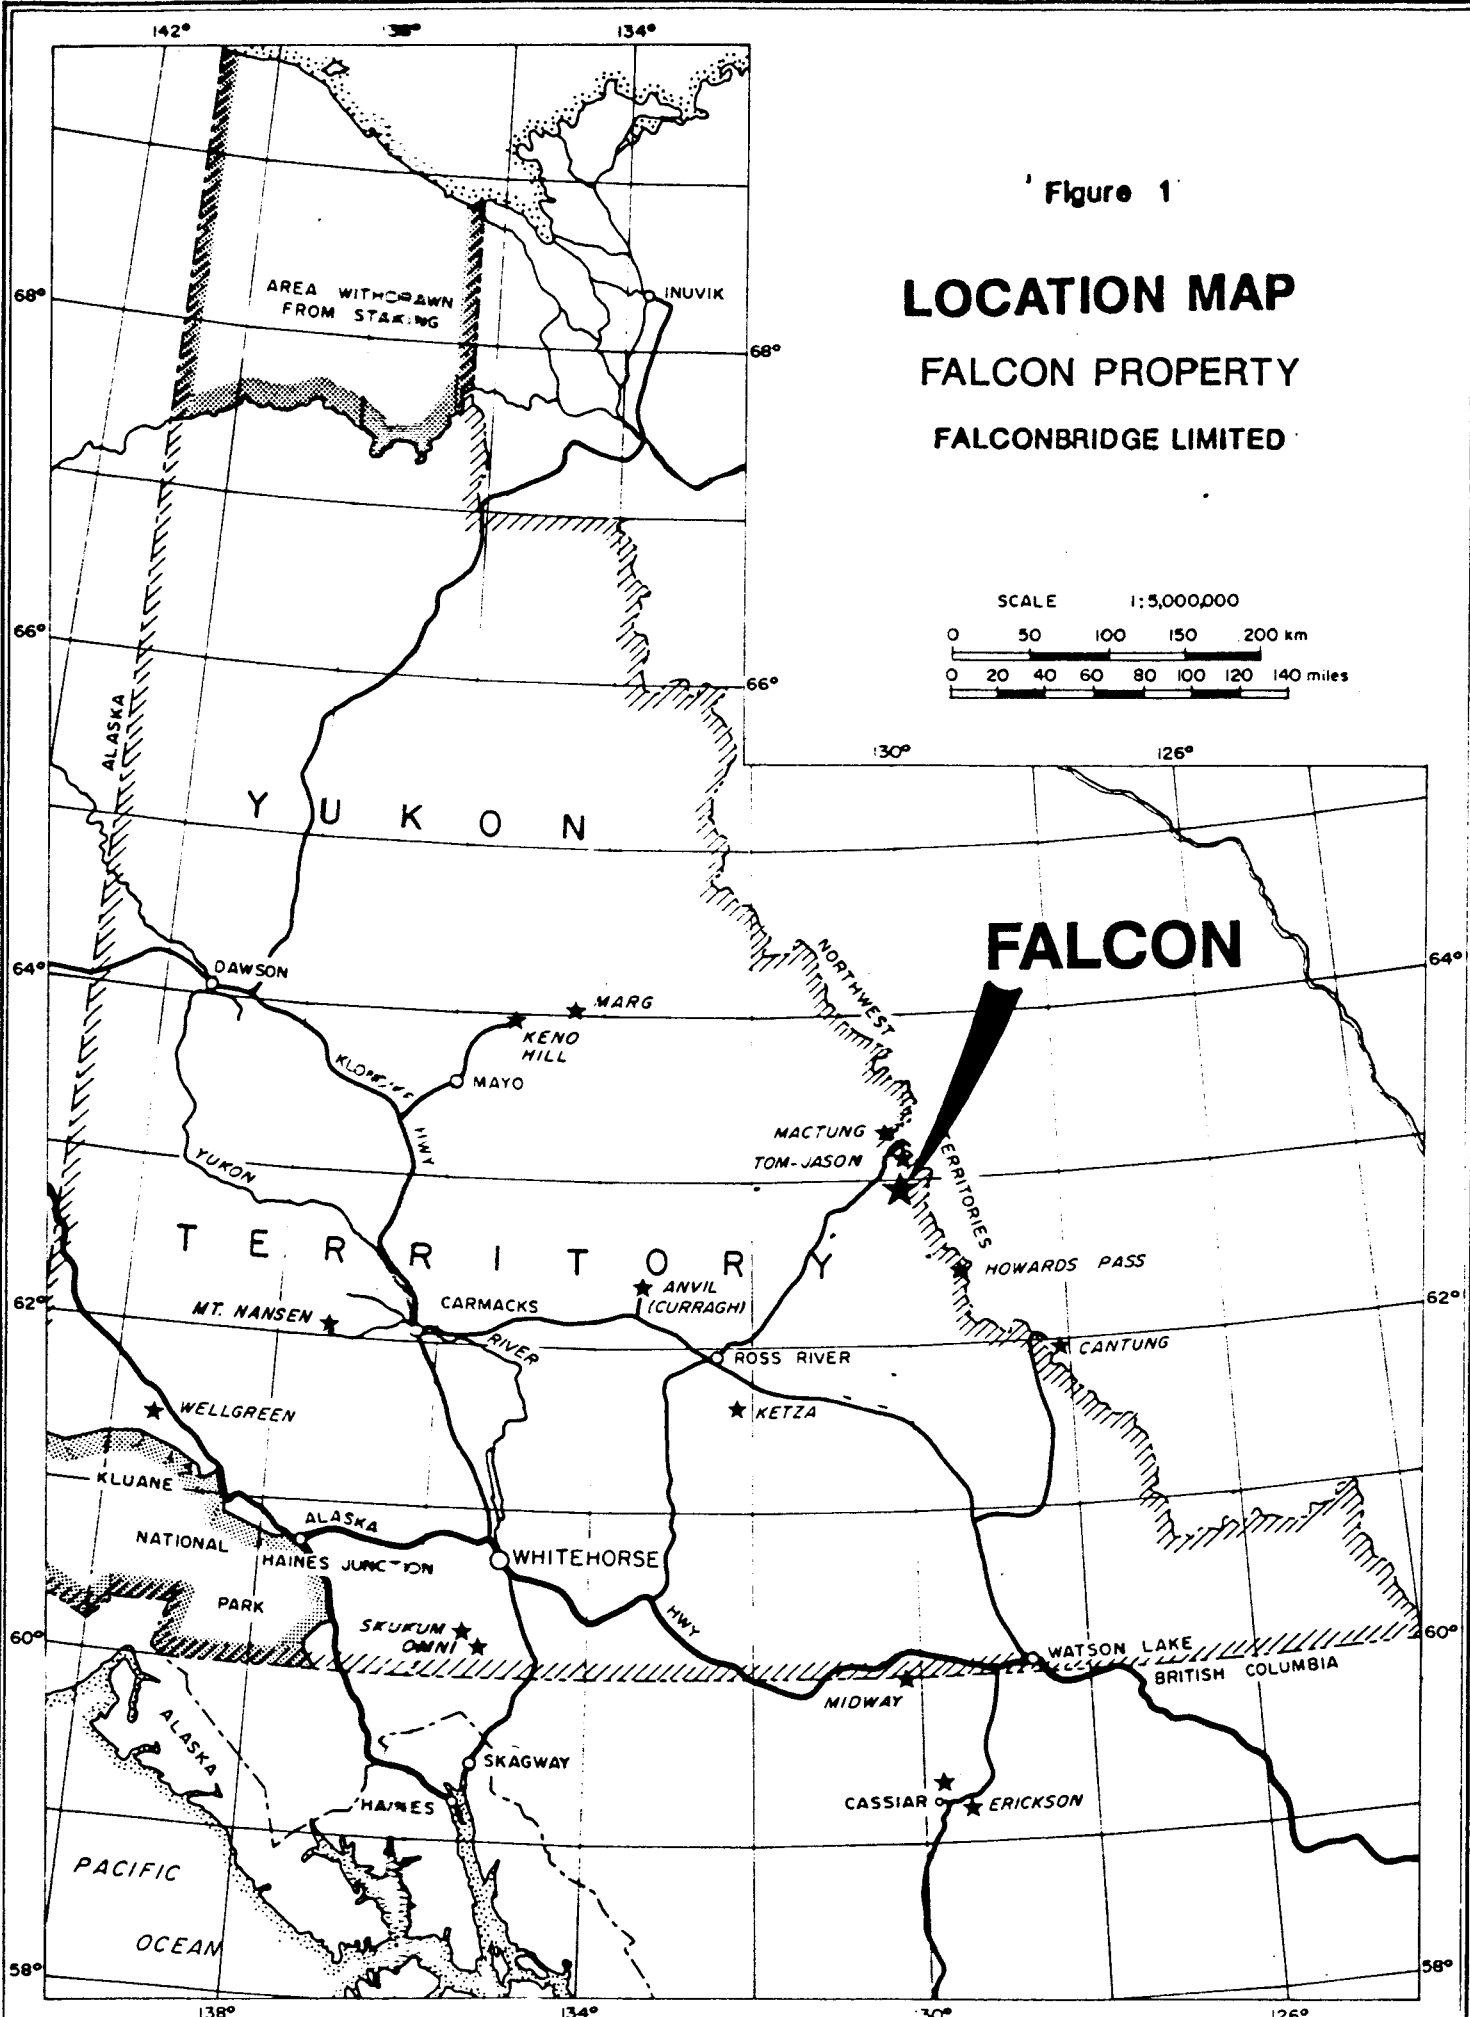 142° 138° 134°
Figure 1
LOCATION MAP
FALCON PROPERTY
FALCONBRIDGE LIMITED
SCALE 1:5,000,000
0 50 100 150 200 km
0 20 40 60 80 100 120 140 miles
AREA WITHDRAWN
FROM STAKING
INUVIK
68°
68°
66°
66°
130° 126°
ALASKA
YUKON
FALCON
NORTHWEST
TERRITORIES
64°
64°
DAWSON
MARG
KENO
HILL
MAYO
KLONDIKE
HWY
YUKON
MACTUNG
TOM-JASON
TERRITORY
HOWARDS PASS
ANVIL
(CURRAGH)
62°
62°
MT. NANSEN
CARMACKS
RIVER
ROSS RIVER
CANTUNG
WELLGREEN
KETZA
KLUANE
NATIONAL
PARK
ALASKA
HAINES JUNCTION
WHITEHORSE
HWY
SKUKUM
OMNI
60°
60°
WATSON LAKE
BRITISH COLUMBIA
MIDWAY
ALASKA
SKAGWAY
HAINES
CASSIAR
ERICKSON
PACIFIC
OCEAN
58°
58°
138° 134° 130° 126°